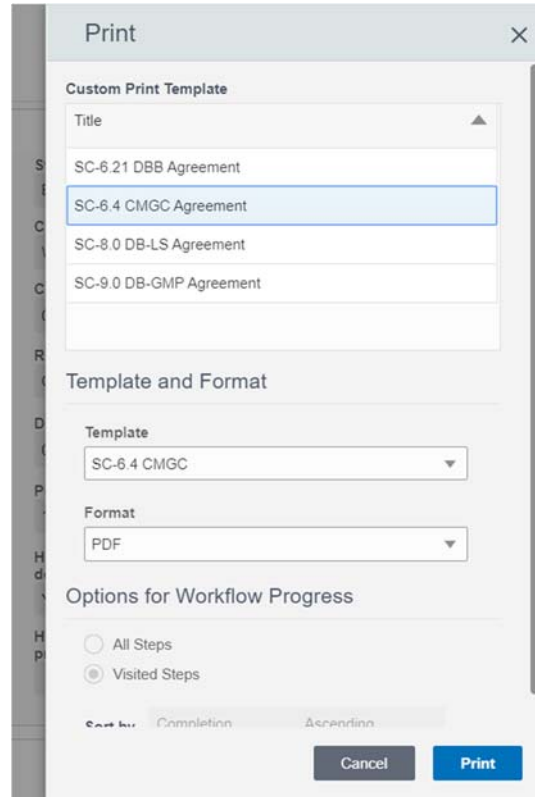 Print
Custom Print Template
Title
SC-6.21 DBB Agreement
SC-6.4 CMGC Agreement
SC-8.0 DB-LS Agreement
SC-9.0 DB-GMP Agreement
Template and Format
Template
SC-6.4 CMGC
Format
PDF
Options for Workflow Progress
All Steps
Visited Steps
Sort by Completion Ascending
Cancel Print